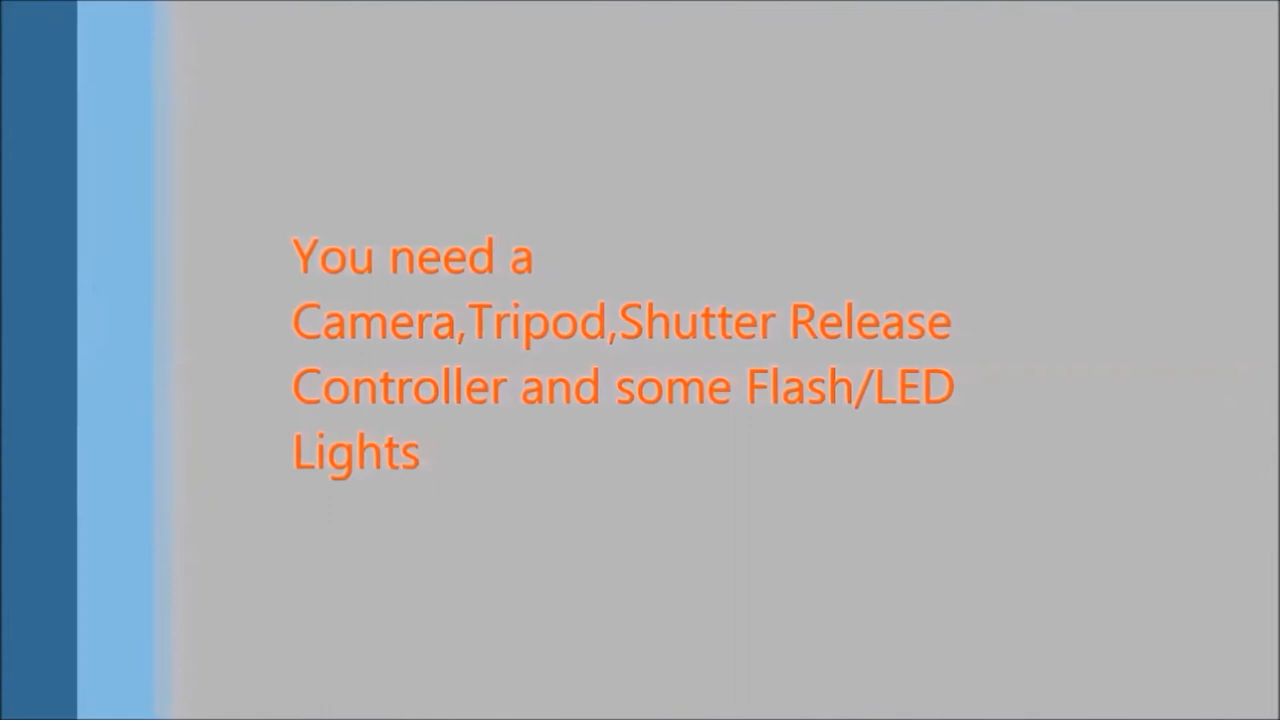 You need a
Camera,Tripod,Shutter Release
Controller and some Flash/LED
Lights